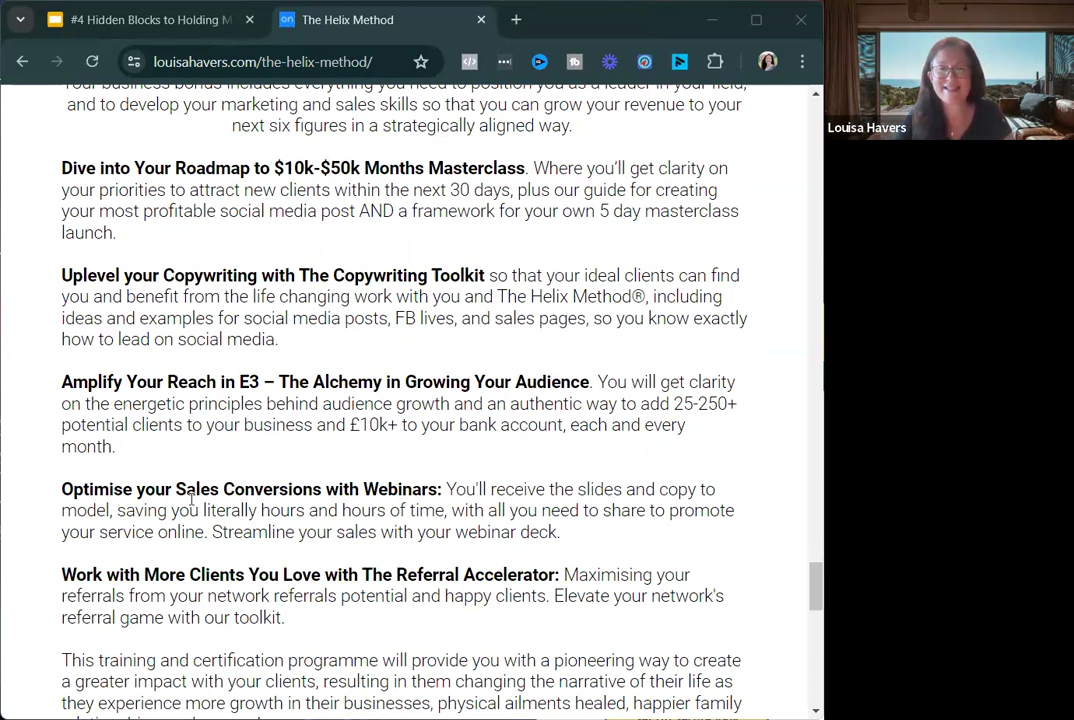 #4 Hidden Blocks to Holding M
The Helix Method
louisahavers.com/the-helix-method/
Louisa Havers
Your business bonus includes everything you need to position you as a leader in your field,
and to develop your marketing and sales skills so that you can grow your revenue to your
next six figures in a strategically aligned way.
Dive into Your Roadmap to $10k-$50k Months Masterclass. Where you'll get clarity on
your priorities to attract new clients within the next 30 days, plus our guide for creating
your most profitable social media post AND a framework for your own 5 day masterclass
launch.
Uplevel your Copywriting with The Copywriting Toolkit so that your ideal clients can find
you and benefit from the life changing work with you and The Helix Method®, including
ideas and examples for social media posts, FB lives, and sales pages, so you know exactly
how to lead on social media.
Amplify Your Reach in E3 – The Alchemy in Growing Your Audience. You will get clarity
on the energetic principles behind audience growth and an authentic way to add 25-250+
potential clients to your business and £10k+ to your bank account, each and every
month.
Optimise your Sales Conversions with Webinars: You'll receive the slides and copy to
model, saving you literally hours and hours of time, with all you need to share to promote
your service online. Streamline your sales with your webinar deck.
Work with More Clients You Love with The Referral Accelerator: Maximising your
referrals from your network referrals potential and happy clients. Elevate your network's
referral game with our toolkit.
This training and certification programme will provide you with a pioneering way to create
a greater impact with your clients, resulting in them changing the narrative of their life as
they experience more growth in their businesses, physical ailments healed, happier family